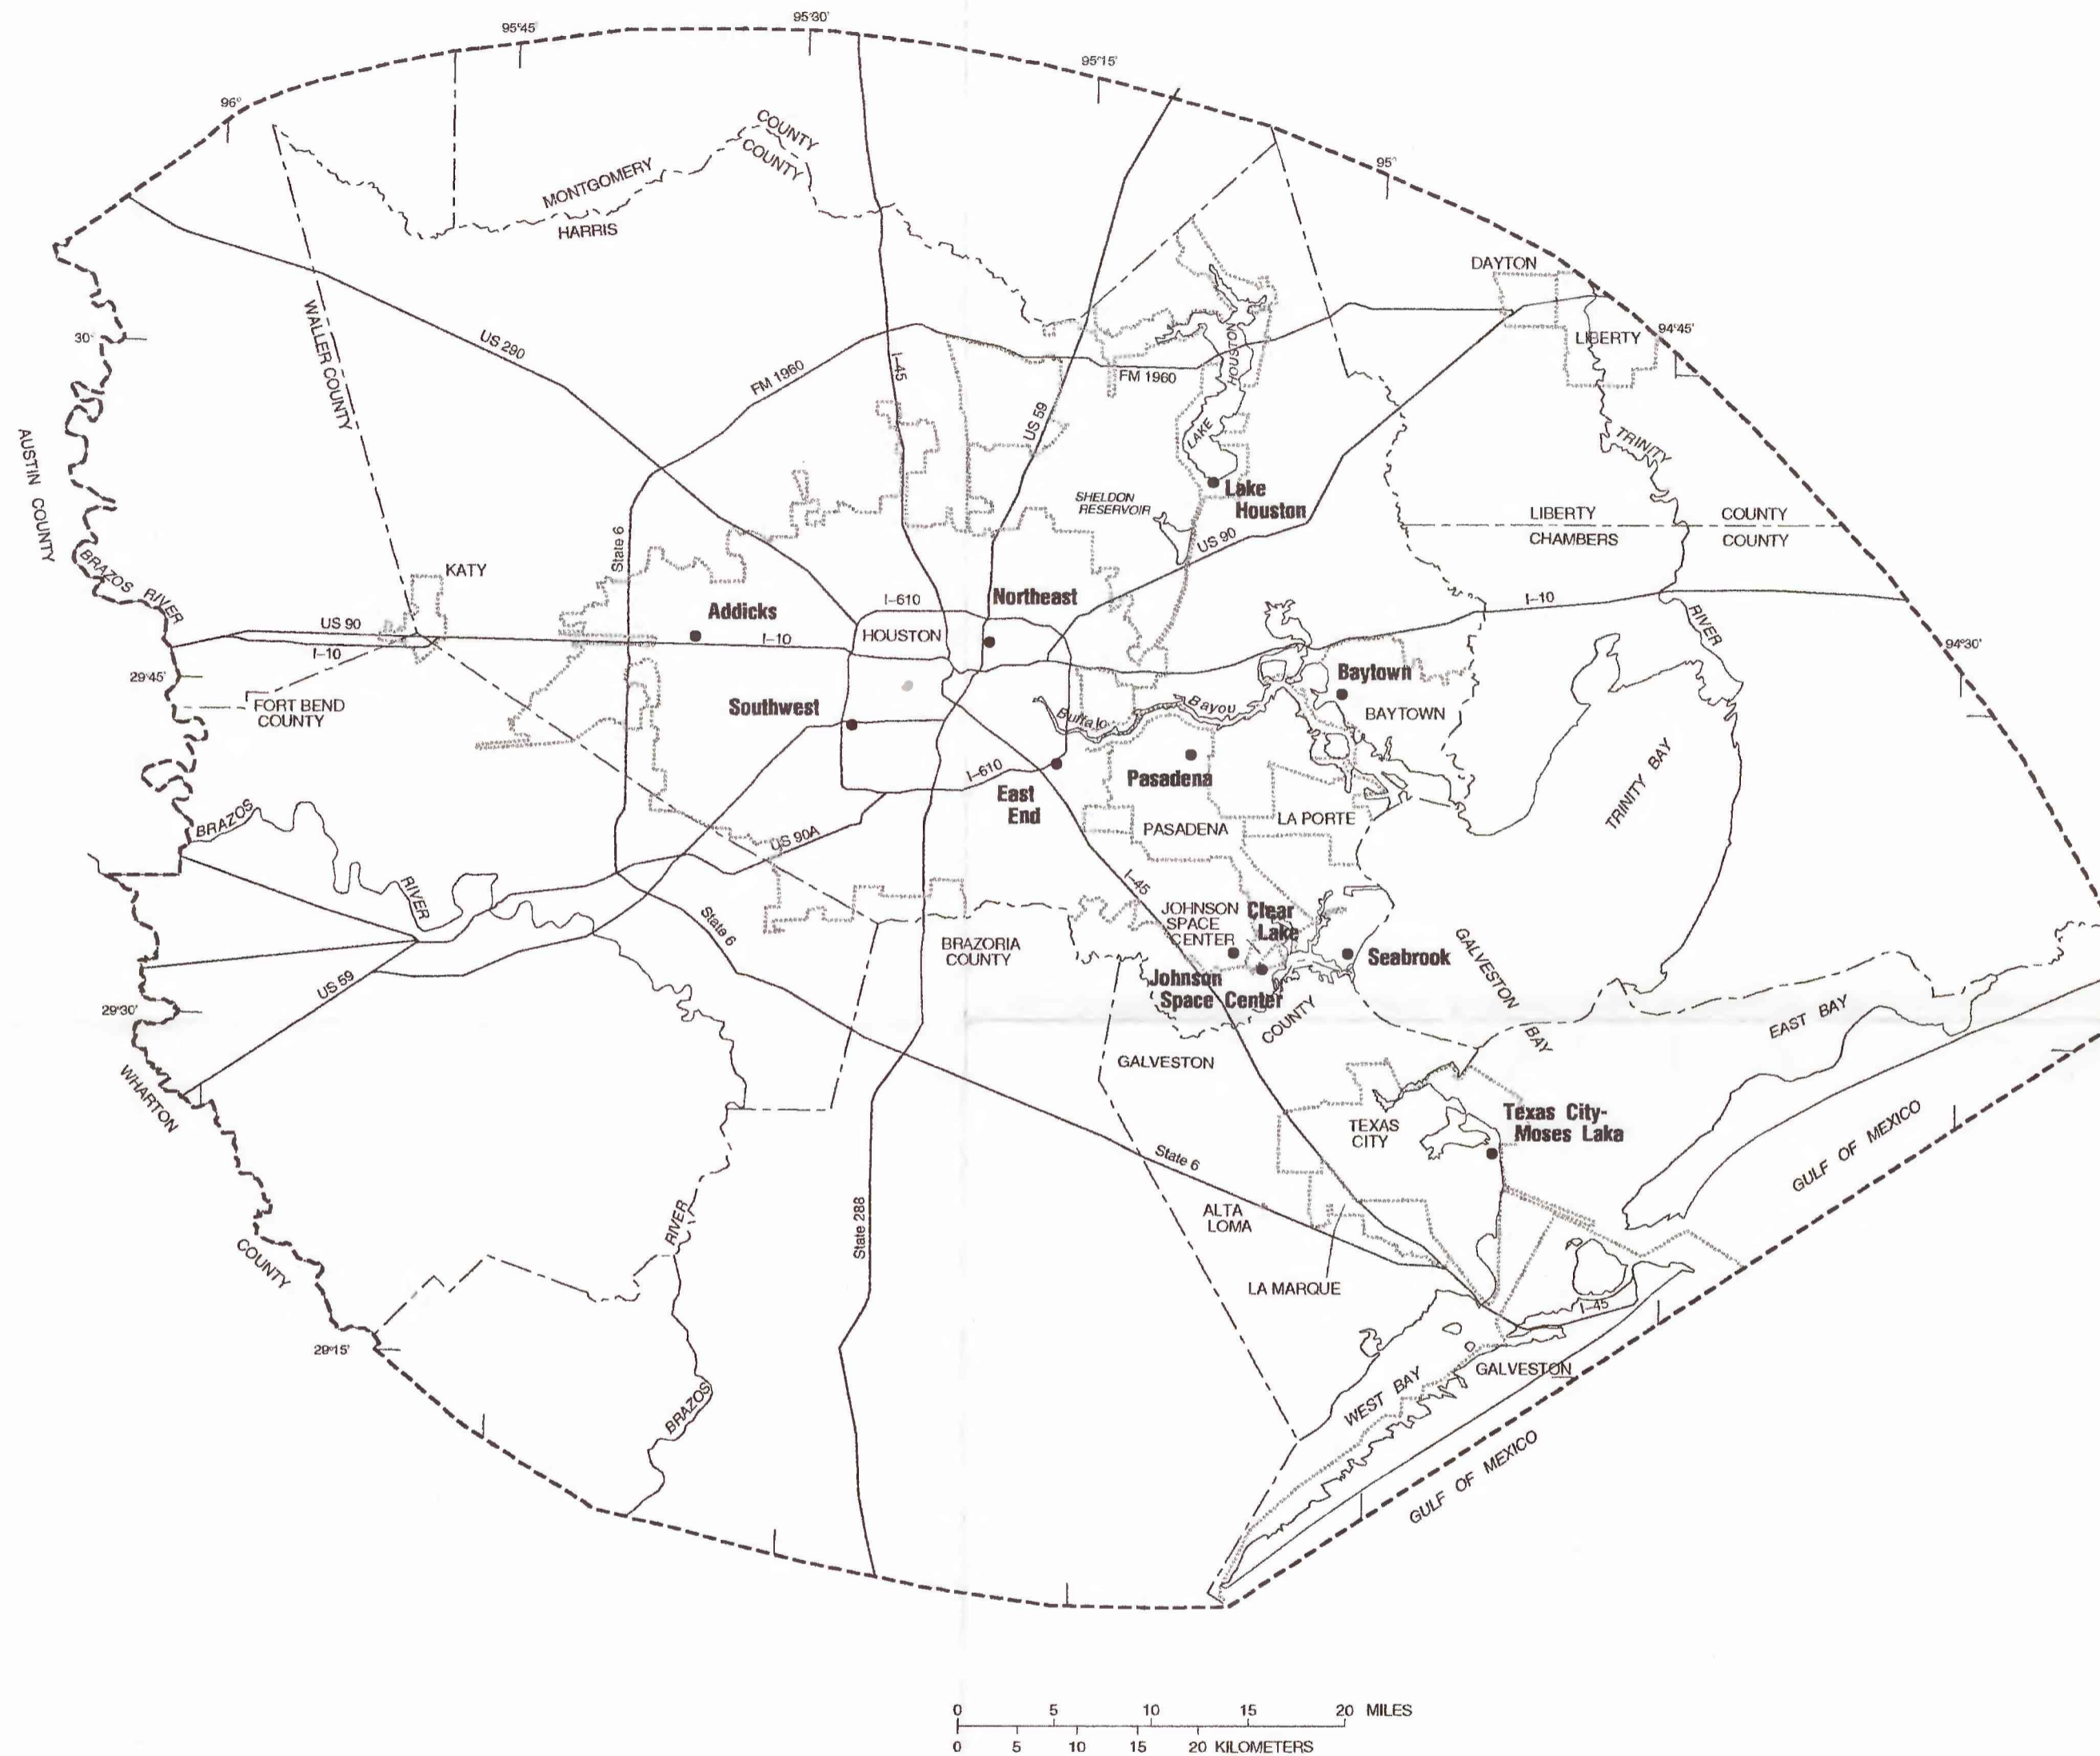 95°45'
95°30'
95°15'
96°
95°
COUNTY
COUNTY
MONTGOMERY
HARRIS
DAYTON
LIBERTY
94°45'
30°
WALLER COUNTY
US 290
I-45
FM 1960
FM 1960
HOUSTON
LAKE
US 59
AUSTIN COUNTY
TRINITY
Lake
Houston
SHELDON
RESERVOIR
LIBERTY
COUNTY
CHAMBERS
COUNTY
US 90
State 6
KATY
BRAZOS
RIVER
Addicks
I-610
Northeast
I-10
RIVER
US 90
I-10
I-10
HOUSTON
94°30'
29°45'
Baytown
FORT BEND
COUNTY
Southwest
Buffalo
Bayou
BAYTOWN
TRINITY BAY
I-610
Pasadena
East
End
BRAZOS
LA PORTE
PASADENA
US 90A
I-45
RIVER
State 6
JOHNSON
SPACE
CENTER
Clear
Lake
BRAZORIA
COUNTY
Seabrook
GALVESTON
BAY
US 59
Johnson
Space Center
29°30'
COUNTY
EAST BAY
GALVESTON
WHARTON
COUNTY
Texas City-
Moses Laka
TEXAS
CITY
GULF OF MEXICO
State 6
ALTA
LOMA
RIVER
State 288
LA MARQUE
I-45
29°15'
GALVESTON
WEST BAY
BRAZOS
GULF OF MEXICO
0 5 10 15 20 MILES
0 5 10 15 20 KILOMETERS